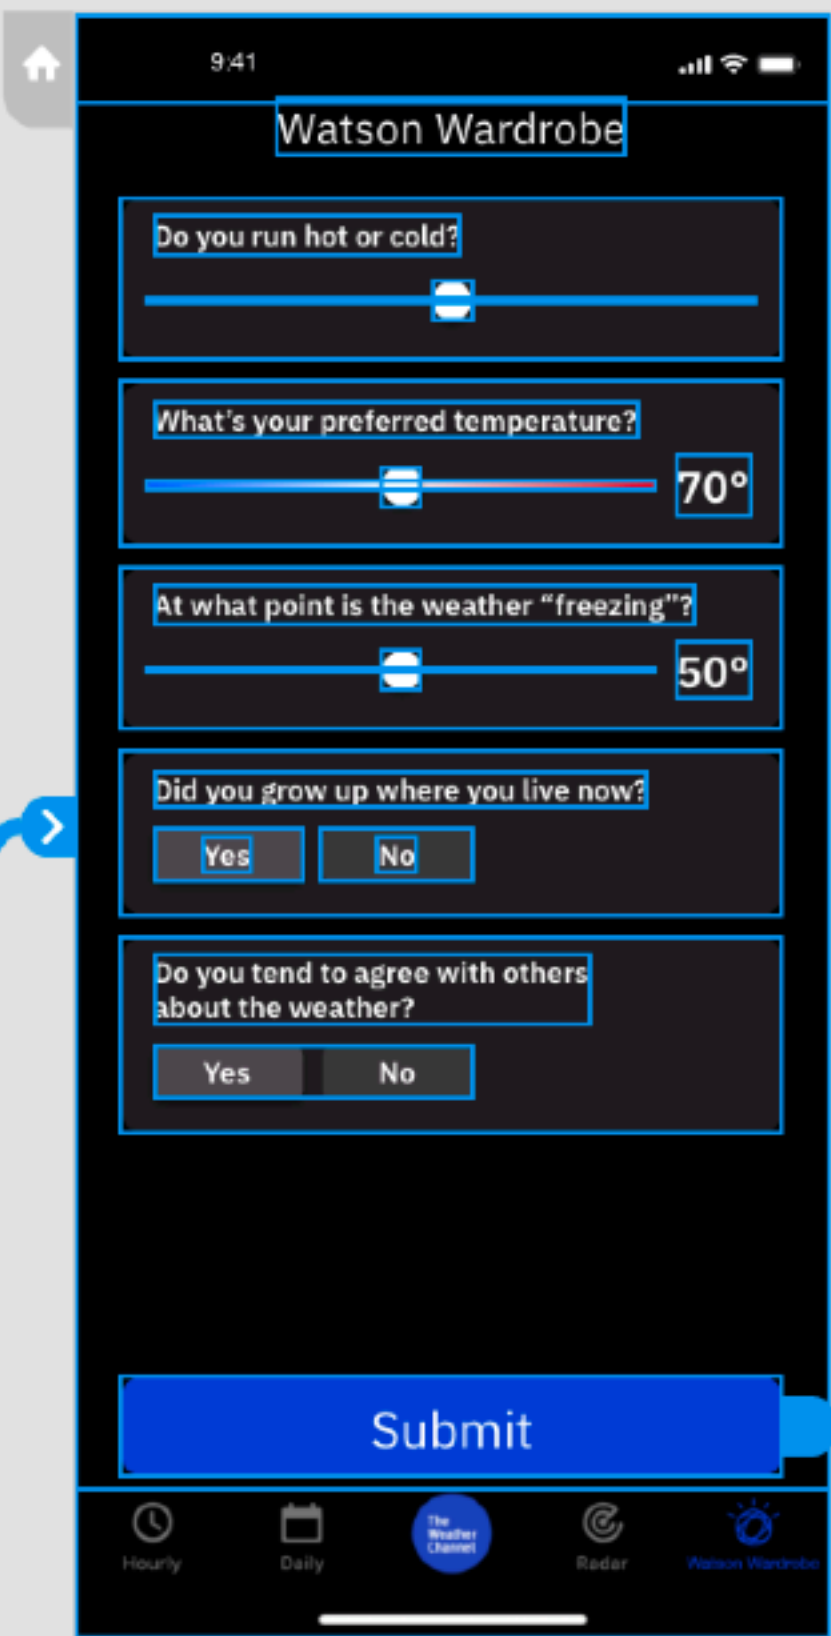 9:41
Watson Wardrobe
Do you run hot or cold?
What's your preferred temperature?
70°
At what point is the weather “freezing”?
50°
Did you grow up where you live now?
Yes No
Do you tend to agree with others
about the weather?
Yes No
Submit
The
Weather
Channel
Hourly Daily Radar Watson Wardrobe